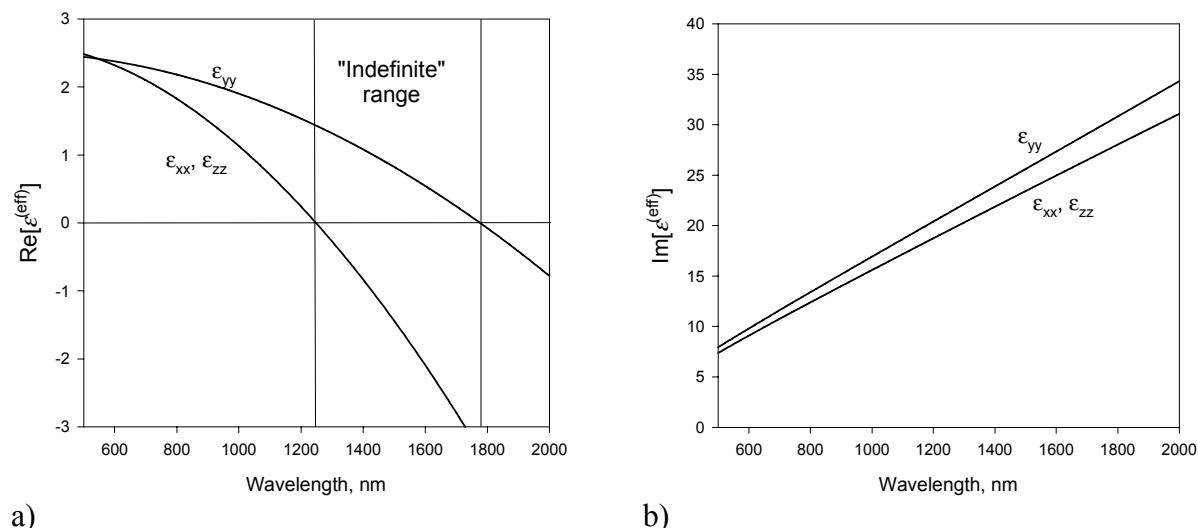 3
2
1
0
-1
-2
-3
Re[ε(eff)]
εyy
"Indefinite"
range
εxx, εzz
600 800 1000 1200 1400 1600 1800 2000
Wavelength, nm
a)
40
35
30
25
20
15
10
5
0
Im[ε(eff)]
εyy
εxx, εzz
600 800 1000 1200 1400 1600 1800 2000
Wavelength, nm
b)